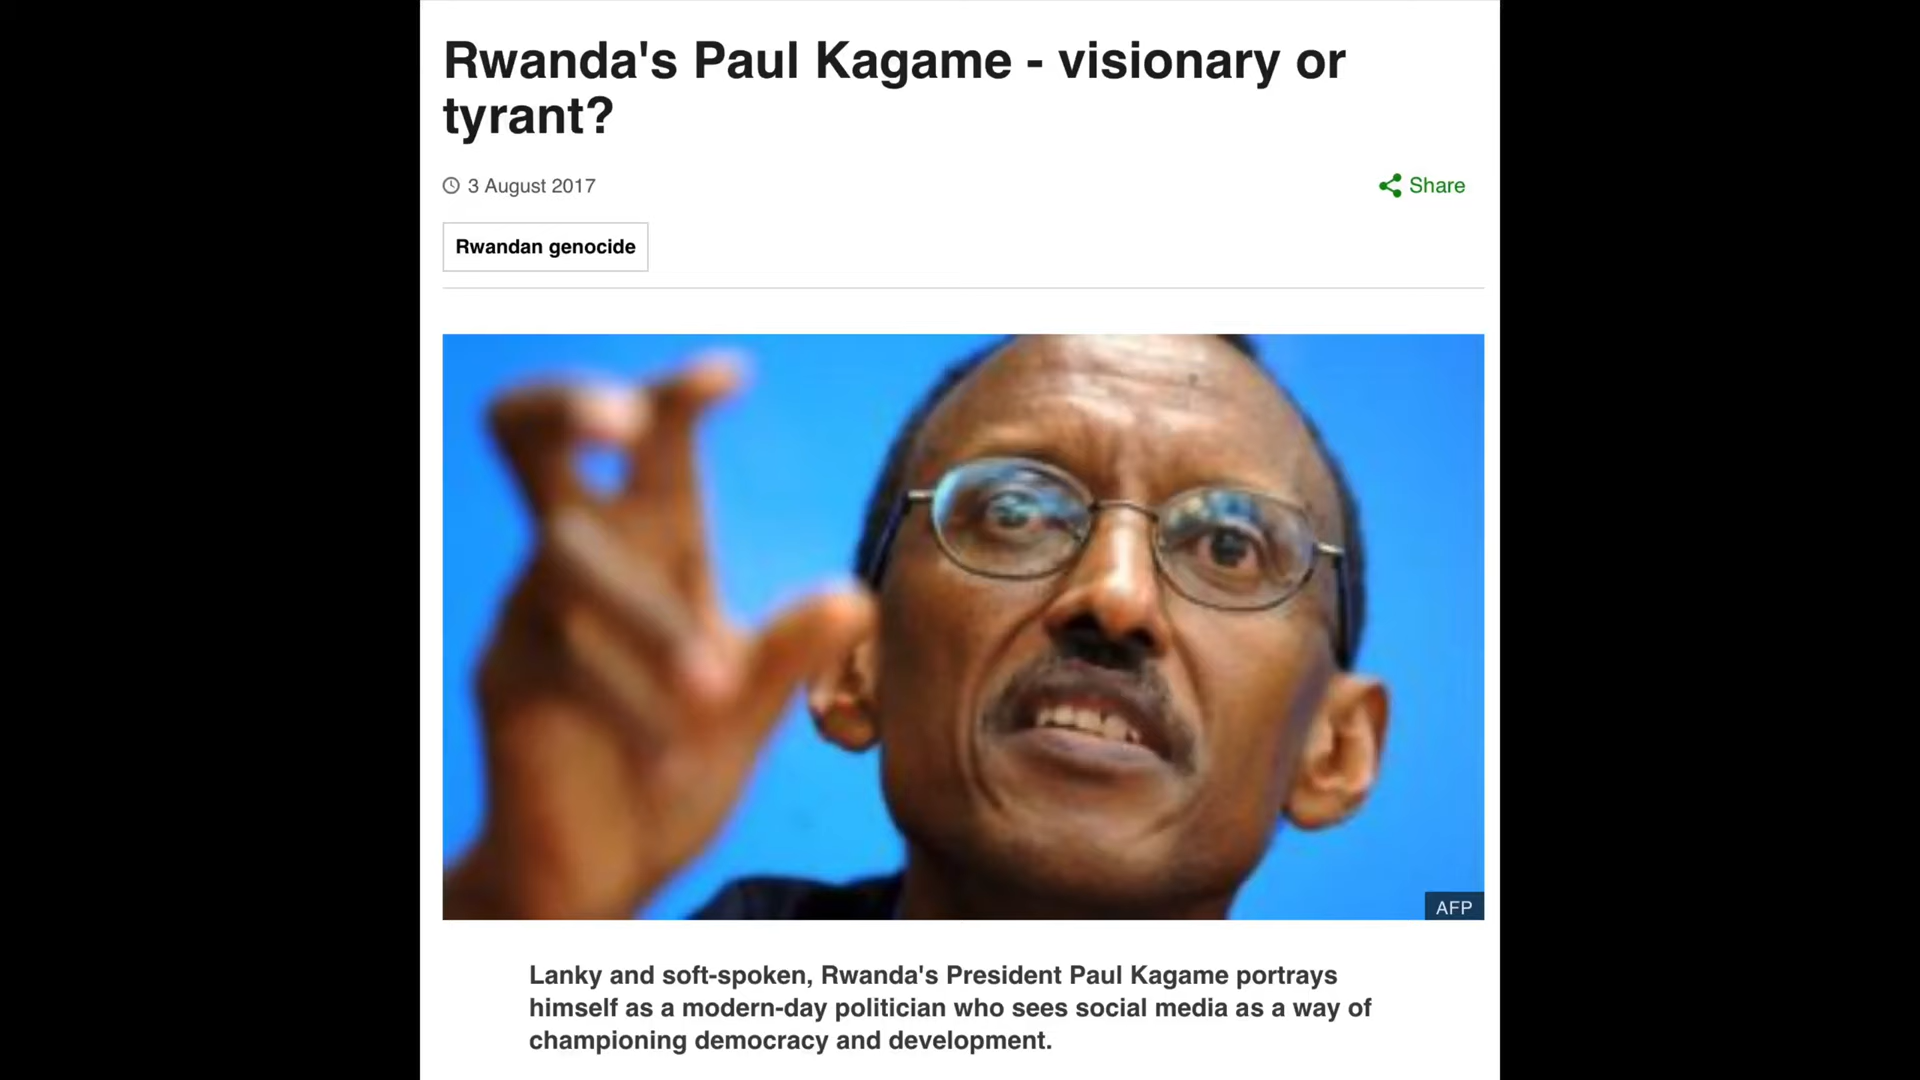 Rwanda's Paul Kagame - visionary or
tyrant?
3 August 2017
Share
Rwandan genocide
AFP
Lanky and soft-spoken, Rwanda's President Paul Kagame portrays
himself as a modern-day politician who sees social media as a way of
championing democracy and development.